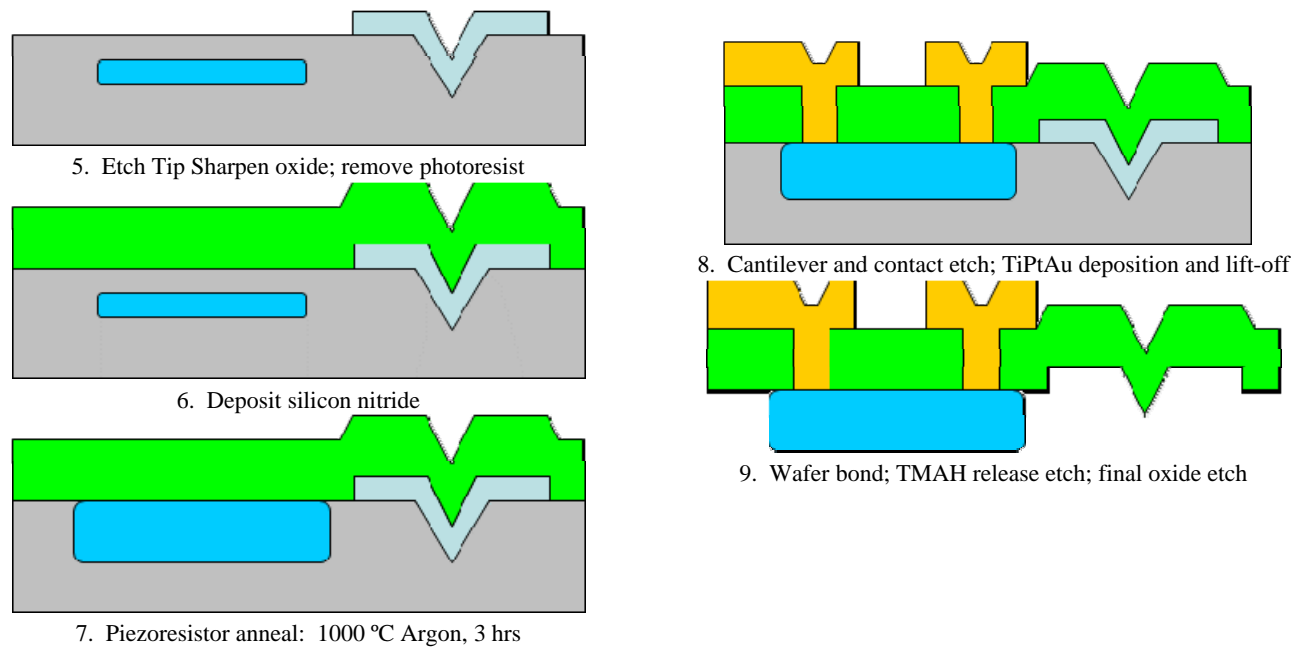 5. Etch Tip Sharpen oxide; remove photoresist
6. Deposit silicon nitride
7. Piezoresistor anneal: 1000 ºC Argon, 3 hrs
8. Cantilever and contact etch; TiPtAu deposition and lift-off
9. Wafer bond; TMAH release etch; final oxide etch